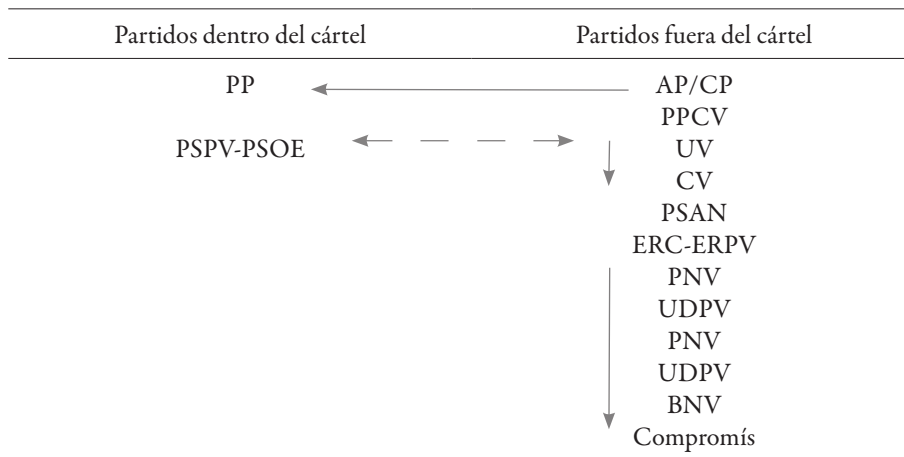 Partidos dentro del cártel Partidos fuera del cártel
PP AP/CP
PPCV
PSPV-PSOE UV
CV
PSAN
ERC-ERPV
PNV
UDPV
PNV
UDPV
BNV
Compromís